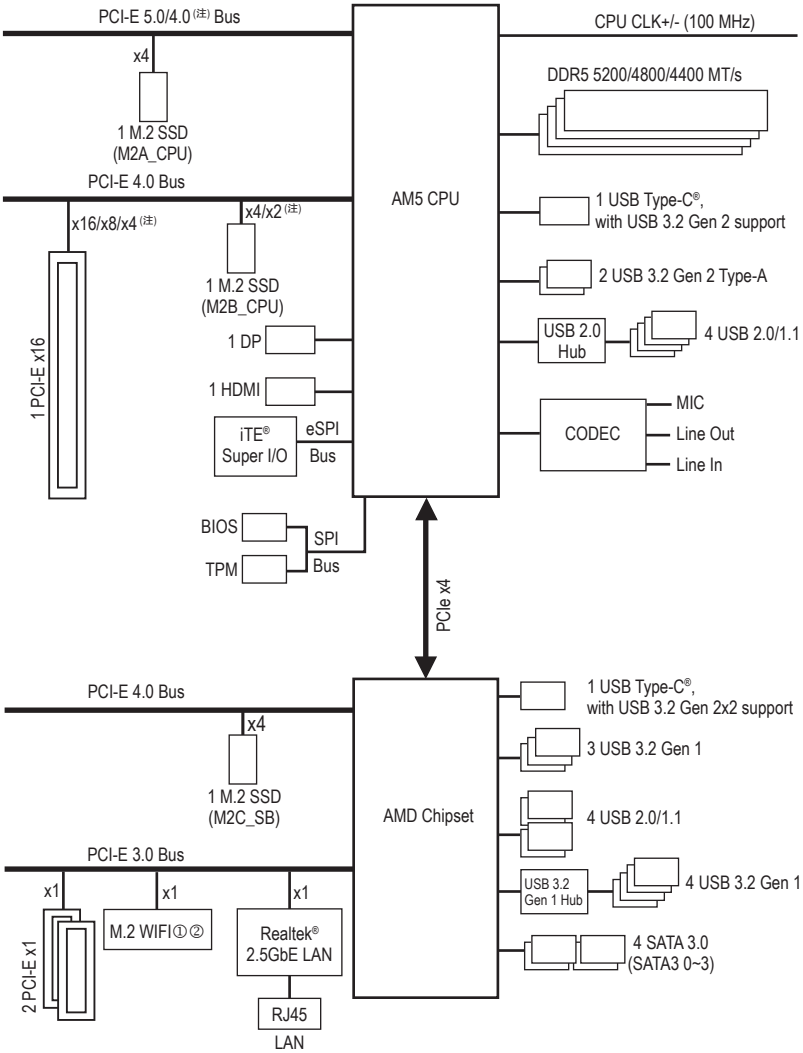 PCI-E 5.0/4.0 (注) Bus
x4
1 M.2 SSD
(M2A_CPU)
PCI-E 4.0 Bus
x16/x8/x4 (注)
x4/x2 (注)
1 M.2 SSD
(M2B_CPU)
1 PCI-E x16
1 DP
1 HDMI
iTE®
Super I/O
eSPI
Bus
BIOS
TPM
SPI
Bus
AM5 CPU
CPU CLK+/- (100 MHz)
DDR5 5200/4800/4400 MT/s
1 USB Type-C®,
with USB 3.2 Gen 2 support
2 USB 3.2 Gen 2 Type-A
USB 2.0
Hub
4 USB 2.0/1.1
CODEC
MIC
Line Out
Line In
PCIe x4
PCI-E 4.0 Bus
x4
1 M.2 SSD
(M2C_SB)
PCI-E 3.0 Bus
x1
x1
x1
2 PCI-E x1
M.2 WIFI①②
Realtek®
2.5GbE LAN
RJ45
LAN
AMD Chipset
1 USB Type-C®,
with USB 3.2 Gen 2x2 support
3 USB 3.2 Gen 1
4 USB 2.0/1.1
USB 3.2
Gen 1 Hub
4 USB 3.2 Gen 1
4 SATA 3.0
(SATA3 0~3)